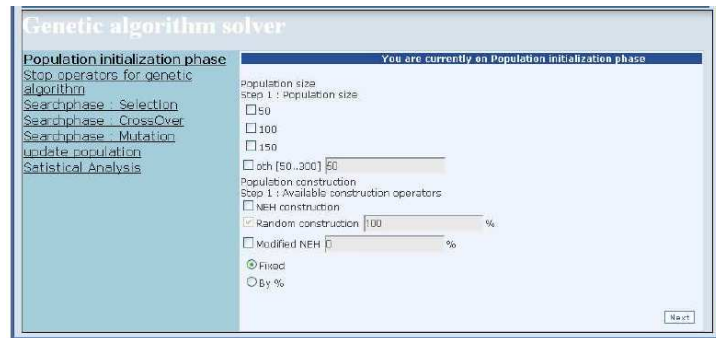 Genetic algorithm solver
Population initialization phase
Stop operators for genetic
algorithm
Searchphase : Selection
Searchphase : CrossOver
Searchphase : Mutation
update population
Satistical Analysis
You are currently on Population initialization phase
Population size
Step 1 : Population size
50
100
150
oth [50..300] 50
Population construction
Step 1 : Available construction operators
NEH construction
Random construction 100 %
Modified NEH 0 %
Fixed
By %
Next